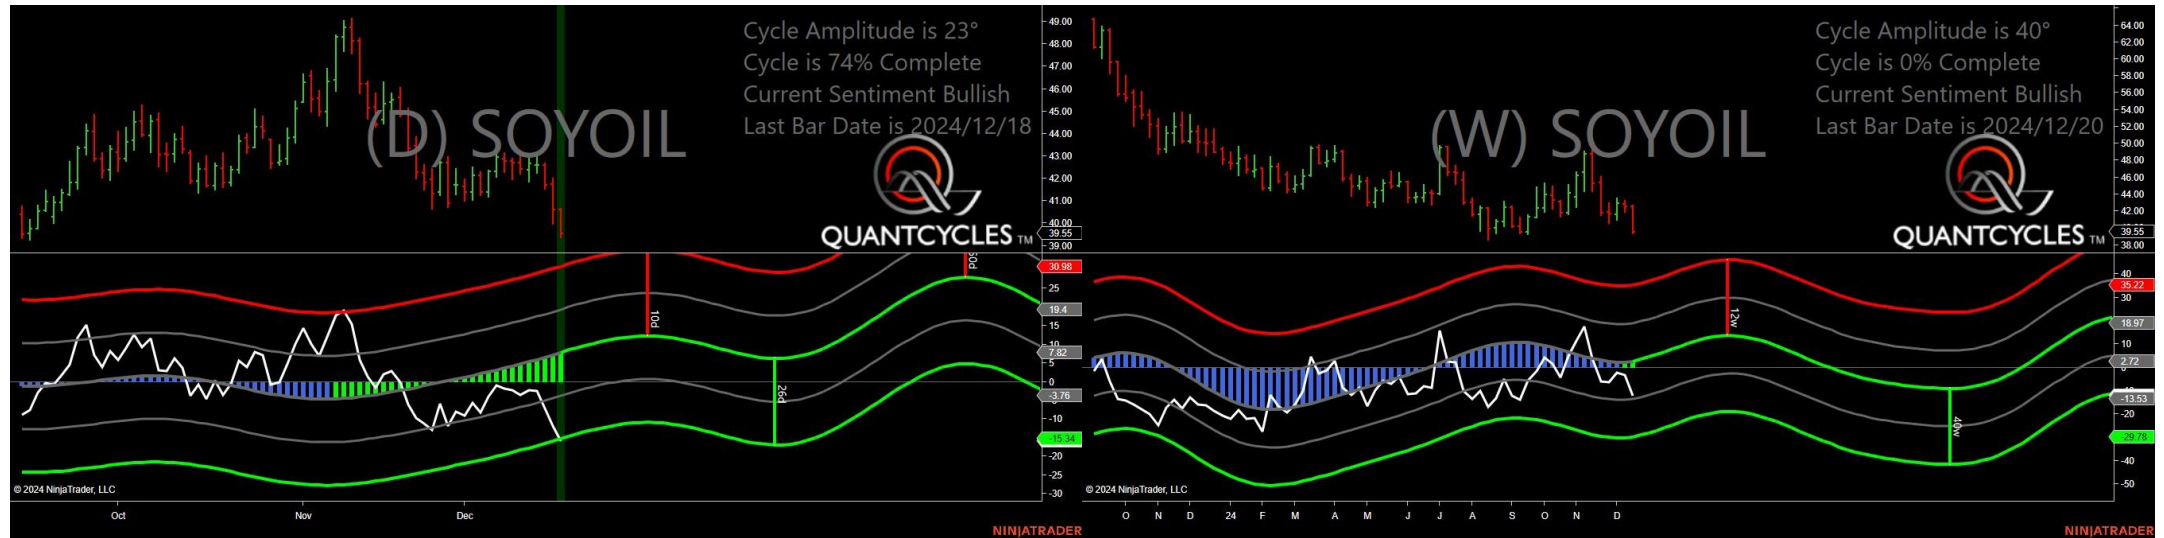 Cycle Amplitude is 23°
Cycle is 74% Complete
Current Sentiment Bullish
Last Bar Date is 2024/12/18
(D) SOYOIL
QUANTCYCLES TM
49.00
48.00
47.00
46.00
45.00
44.00
43.00
42.00
41.00
40.00
39.55
39.00
30.98
25
19.4
15
10
7.82
5
0
-3.76
-10
-15.34
-20
-25
-30
10d
26d
50d
© 2024 NinjaTrader, LLC
Oct
Nov
Dec
NINJATRADER
Cycle Amplitude is 40°
Cycle is 0% Complete
Current Sentiment Bullish
Last Bar Date is 2024/12/20
(W) SOYOIL
QUANTCYCLES TM
64.00
62.00
60.00
58.00
56.00
54.00
52.00
50.00
48.00
46.00
44.00
42.00
39.55
38.00
40
35.22
30
18.97
10
2.72
-13.53
-20
-29.78
-40
-50
12w
40w
© 2024 NinjaTrader, LLC
O N D 24 F M A M J J A S O N D
NINJATRADER